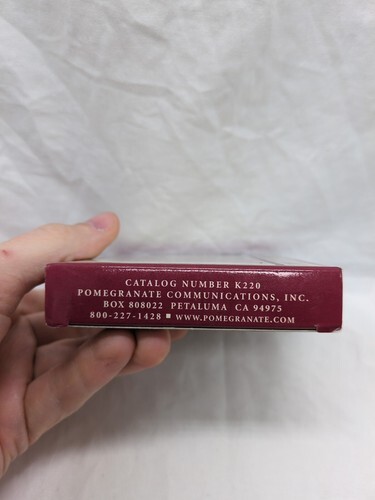 CATALOG NUMBER K220
POMEGRANATE COMMUNICATIONS, INC.
BOX 808022 PETALUMA CA 94975
800-227-1428 ■ WWW.POMEGRANATE.COM